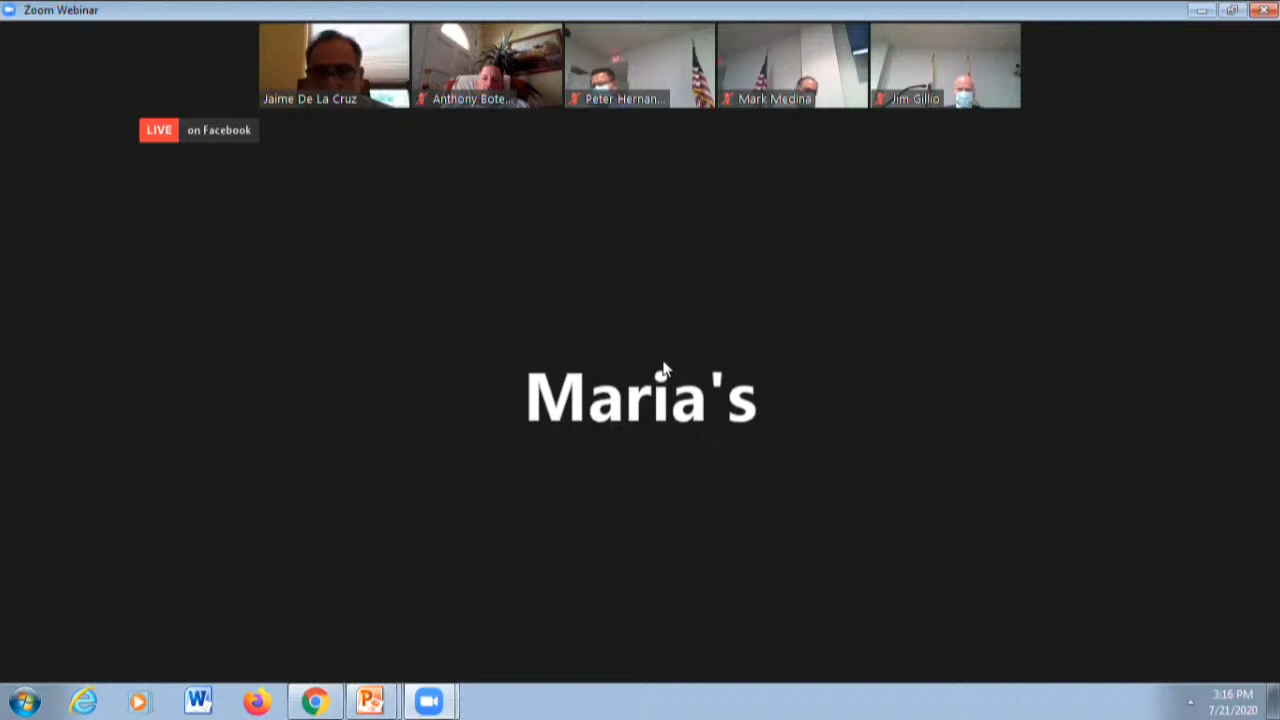 Zoom Webinar
Jaime De La Cruz
Anthony Bote...
Peter Hernan...
Mark Medina
Jim Gillio
LIVE on Facebook
Maria's
3:16 PM
7/21/2020